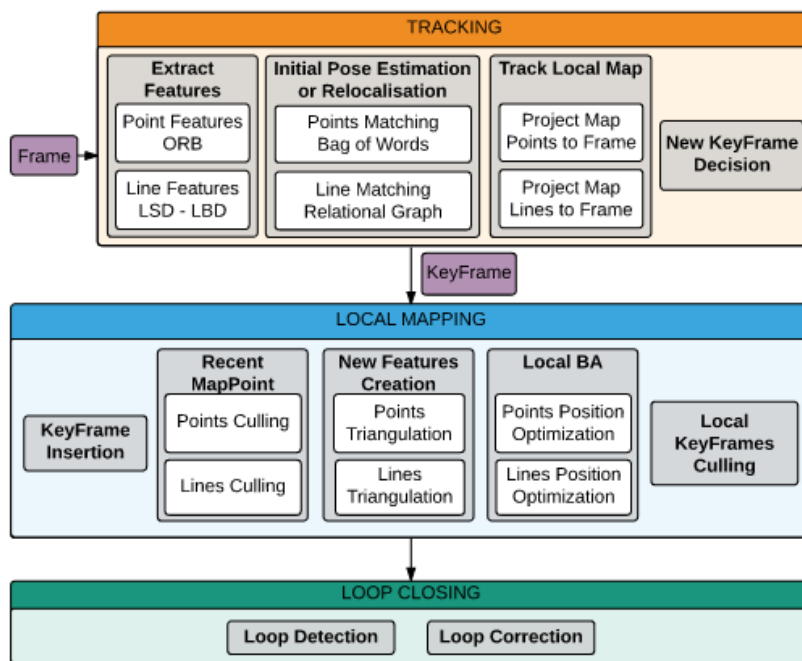 TRACKING
Frame
Extract
Features
Point Features
ORB
Line Features
LSD - LBD
Initial Pose Estimation
or Relocalisation
Points Matching
Bag of Words
Line Matching
Relational Graph
Track Local Map
Project Map
Points to Frame
Project Map
Lines to Frame
New KeyFrame
Decision
KeyFrame
LOCAL MAPPING
KeyFrame
Insertion
Recent
MapPoint
Points Culling
Lines Culling
New Features
Creation
Points
Triangulation
Lines
Triangulation
Local BA
Points Position
Optimization
Lines Position
Optimization
Local
KeyFrames
Culling
LOOP CLOSING
Loop Detection
Loop Correction